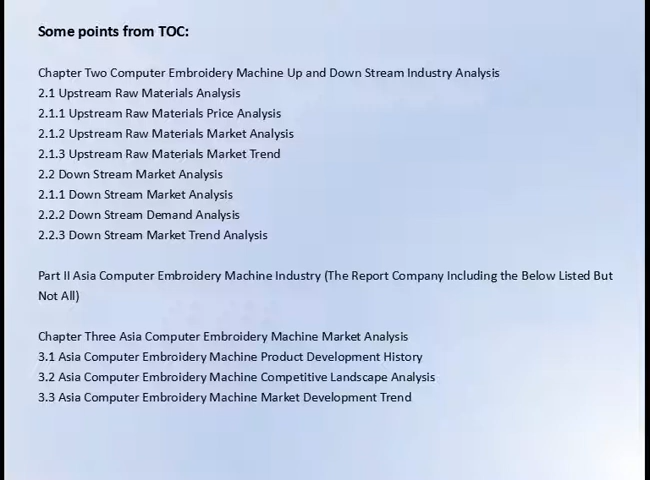 Some points from TOC:
Chapter Two Computer Embroidery Machine Up and Down Stream Industry Analysis
2.1 Upstream Raw Materials Analysis
2.1.1 Upstream Raw Materials Price Analysis
2.1.2 Upstream Raw Materials Market Analysis
2.1.3 Upstream Raw Materials Market Trend
2.2 Down Stream Market Analysis
2.1.1 Down Stream Market Analysis
2.2.2 Down Stream Demand Analysis
2.2.3 Down Stream Market Trend Analysis
Part II Asia Computer Embroidery Machine Industry (The Report Company Including the Below Listed But
Not All)
Chapter Three Asia Computer Embroidery Machine Market Analysis
3.1 Asia Computer Embroidery Machine Product Development History
3.2 Asia Computer Embroidery Machine Competitive Landscape Analysis
3.3 Asia Computer Embroidery Machine Market Development Trend